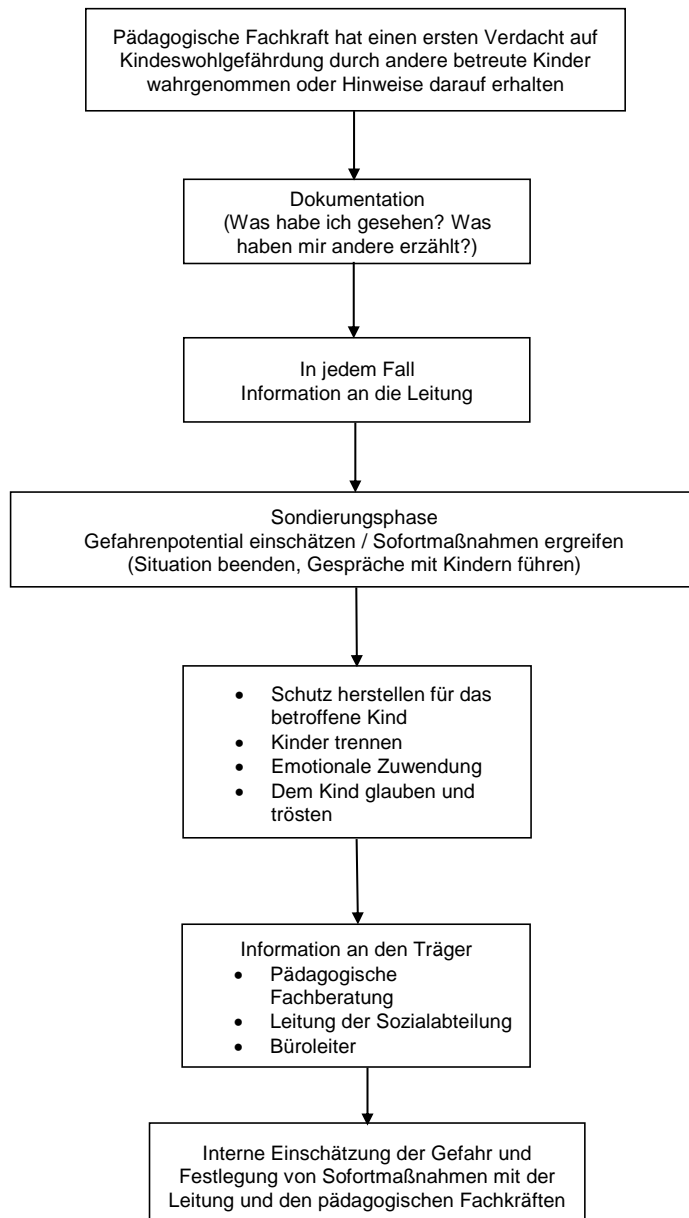 Pädagogische Fachkraft hat einen ersten Verdacht auf
Kindeswohlgefährdung durch andere betreute Kinder
wahrgenommen oder Hinweise darauf erhalten
Dokumentation
(Was habe ich gesehen? Was
haben mir andere erzählt?)
In jedem Fall
Information an die Leitung
Sondierungsphase
Gefahrenpotential einschätzen / Sofortmaßnahmen ergreifen
(Situation beenden, Gespräche mit Kindern führen)
• Schutz herstellen für das
betroffene Kind
• Kinder trennen
• Emotionale Zuwendung
• Dem Kind glauben und
trösten
Information an den Träger
• Pädagogische
Fachberatung
• Leitung der Sozialabteilung
• Büroleiter
Interne Einschätzung der Gefahr und
Festlegung von Sofortmaßnahmen mit der
Leitung und den pädagogischen Fachkräften